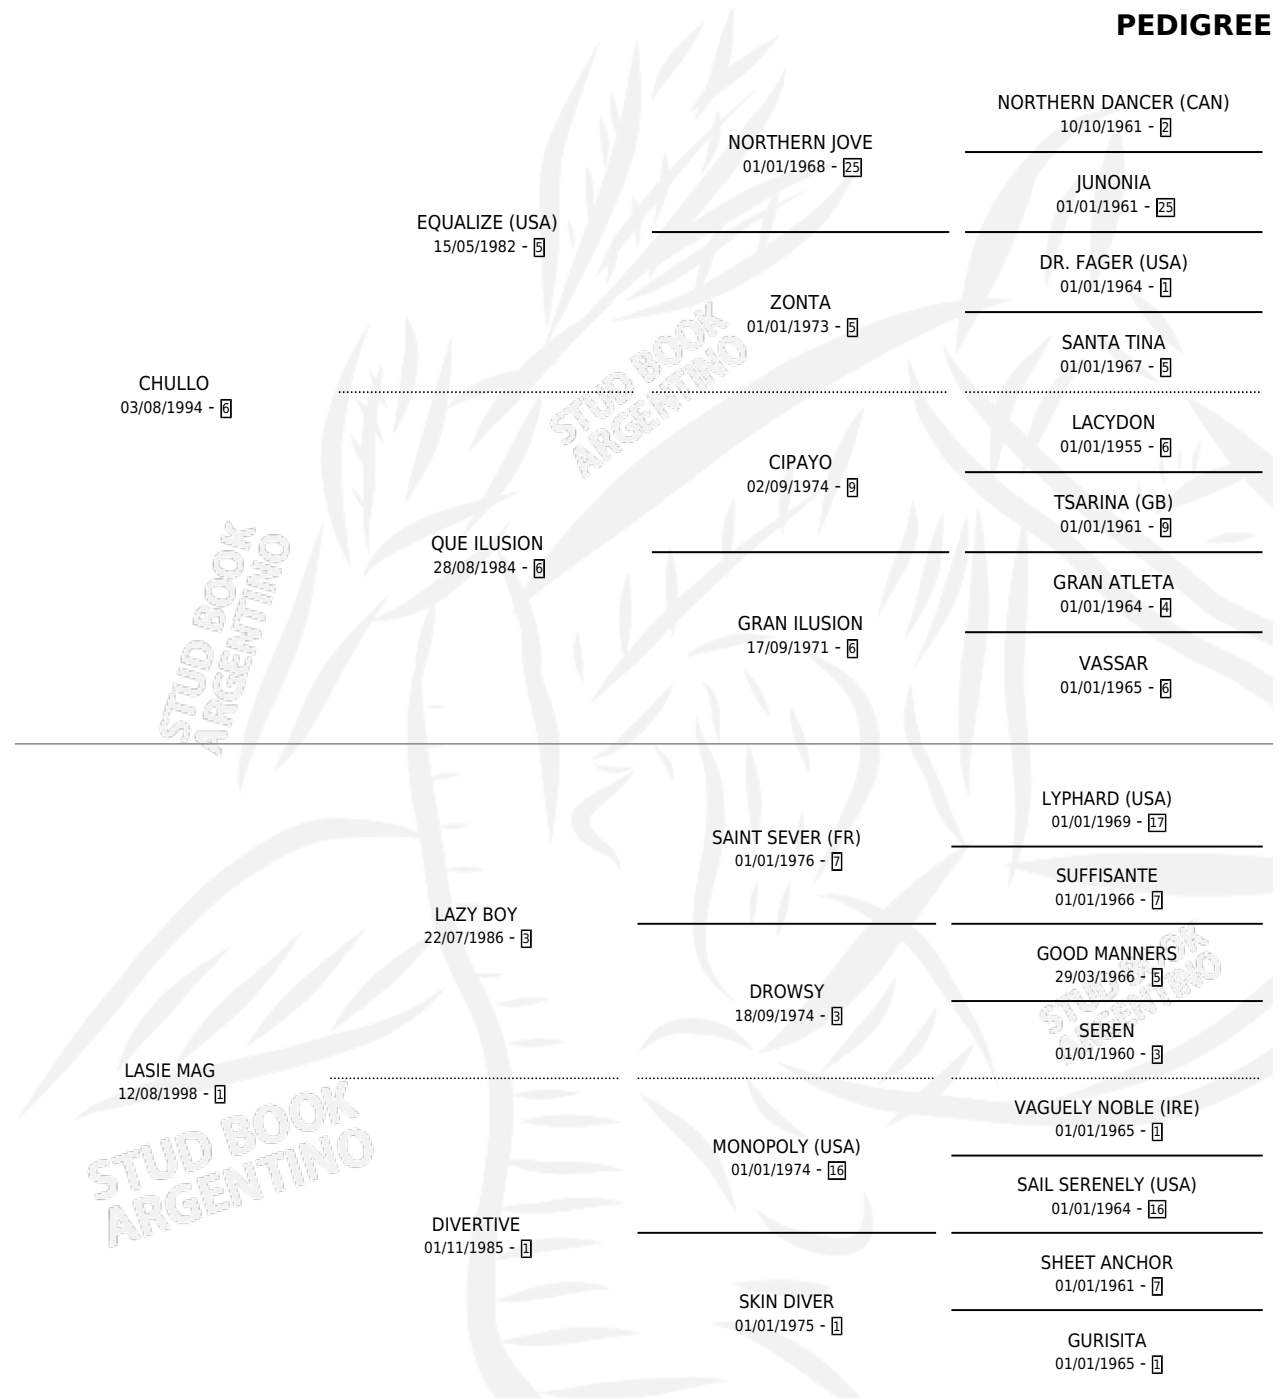 PEDIGREE
NORTHERN DANCER (CAN)
10/10/1961 - 2
NORTHERN JOVE
01/01/1968 - 25
JUNONIA
01/01/1961 - 25
EQUALIZE (USA)
15/05/1982 - 5
DR. FAGER (USA)
01/01/1964 - 1
ZONTA
01/01/1973 - 5
SANTA TINA
01/01/1967 - 5
CHULLO
03/08/1994 - 6
LACYDON
01/01/1955 - 6
CIPAYO
02/09/1974 - 9
TSARINA (GB)
01/01/1961 - 9
QUE ILUSION
28/08/1984 - 6
GRAN ATLETA
01/01/1964 - 4
GRAN ILUSION
17/09/1971 - 6
VASSAR
01/01/1965 - 6
LYPHARD (USA)
01/01/1969 - 17
SAINT SEVER (FR)
01/01/1976 - 7
SUFFISANTE
01/01/1966 - 7
LAZY BOY
22/07/1986 - 3
GOOD MANNERS
29/03/1966 - 5
DROWSY
18/09/1974 - 3
SEREN
01/01/1960 - 3
LASIE MAG
12/08/1998 - 1
VAGUELY NOBLE (IRE)
01/01/1965 - 1
MONOPOLY (USA)
01/01/1974 - 16
SAIL SERENELY (USA)
01/01/1964 - 16
DIVERTIVE
01/11/1985 - 1
SHEET ANCHOR
01/01/1961 - 7
SKIN DIVER
01/01/1975 - 1
GURISITA
01/01/1965 - 1
STUD BOOK
ARGENTINO
STUD BOOK
ARGENTINO
STUD BOOK
ARGENTINO
STUD BOOK
ARGENTINO